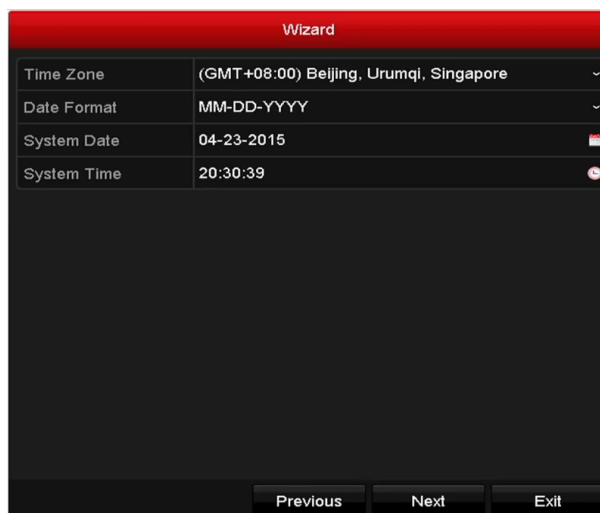 Wizard
Time Zone (GMT+08:00) Beijing, Urumqi, Singapore
Date Format MM-DD-YYYY
System Date 04-23-2015
System Time 20:30:39
Previous Next Exit